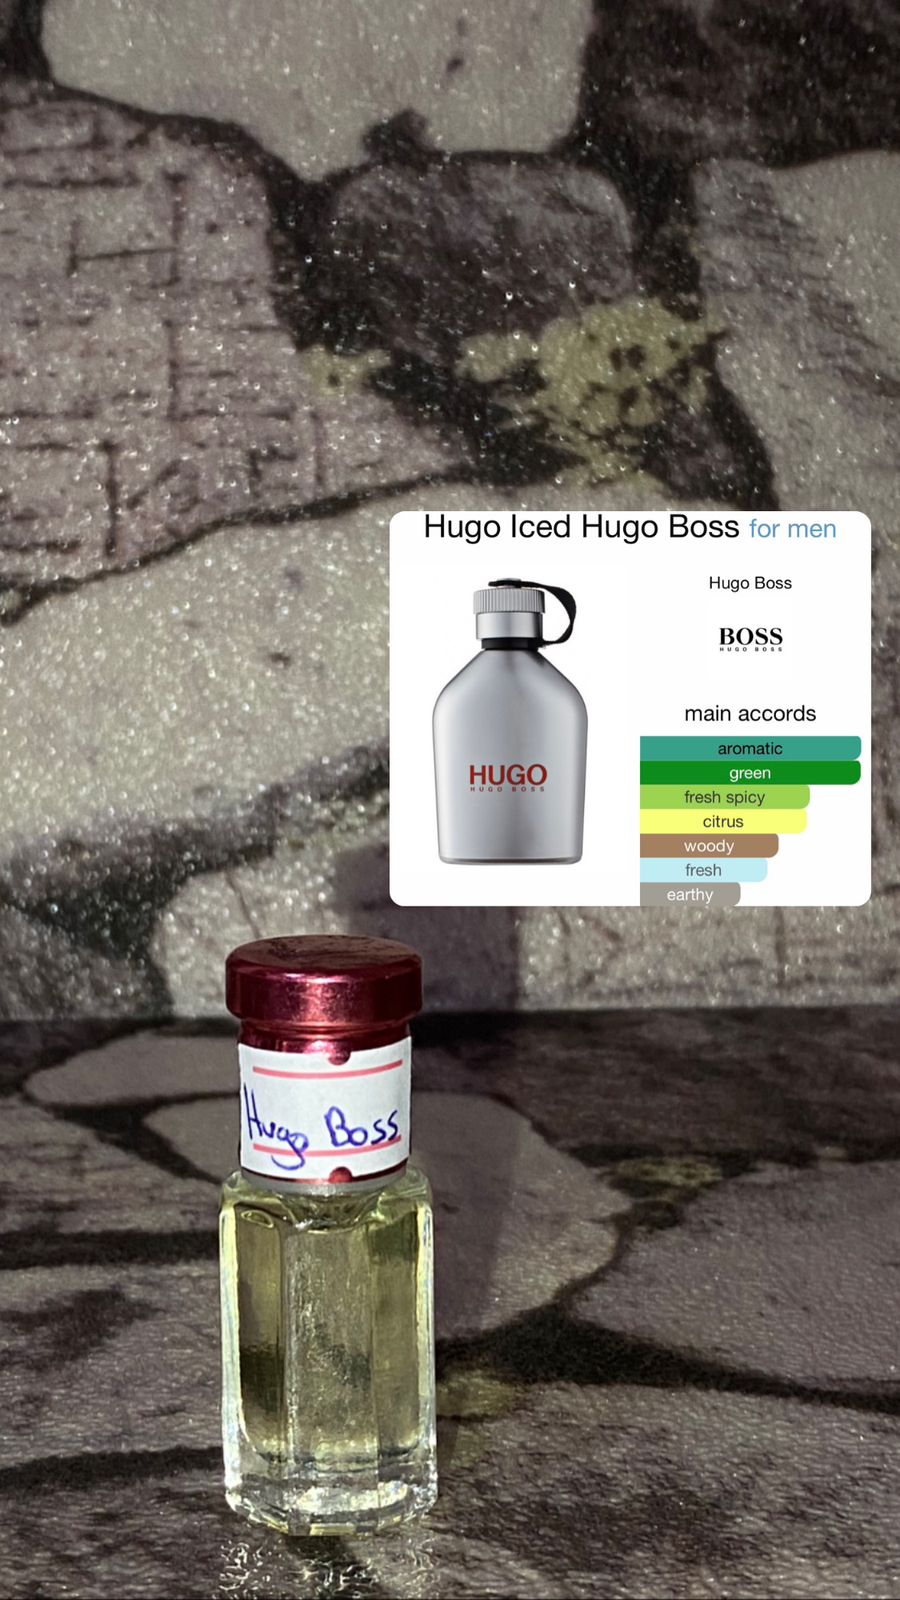 Hugo Iced Hugo Boss for men
Hugo Boss
BOSS
HUGO BOSS
main accords
aromatic
green
fresh spicy
citrus
woody
fresh
earthy
HUGO
HUGO BOSS
Hugo Boss